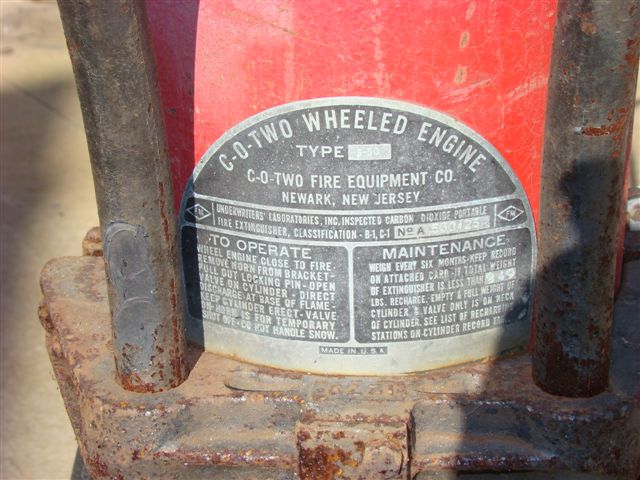 C-O-TWO WHEELED ENGINE
TYPE
C-O-TWO FIRE EQUIPMENT CO.
NEWARK, NEW JERSEY
FM
UNDERWRITERS' LABORATORIES, INC. INSPECTED CARBON DIOXIDE PORTABLE
FIRE EXTINGUISHER, CLASSIFICATION - B-1, C-1 No A
FM
TO OPERATE
WHEEL ENGINE CLOSE TO FIRE-
REMOVE HORN FROM BRACKET-
PULL OUT LOCKING PIN - OPEN
VALVE ON CYLINDER - DIRECT
DISCHARGE AT BASE OF FLAME-
KEEP CYLINDER ERECT - VALVE
ON HORN IS FOR TEMPORARY
SHUT OFF - DO NOT HANDLE SNOW.
MAINTENANCE
WEIGH EVERY SIX MONTHS - KEEP RECORD
ON ATTACHED CARD - IF TOTAL WEIGHT
OF EXTINGUISHER IS LESS THAN
LBS. RECHARGE. EMPTY & FULL WEIGHT OF
CYLINDER & VALVE ONLY IS ON NECK
OF CYLINDER. SEE LIST OF RECHARGING
STATIONS ON CYLINDER RECORD
MADE IN U.S.A.